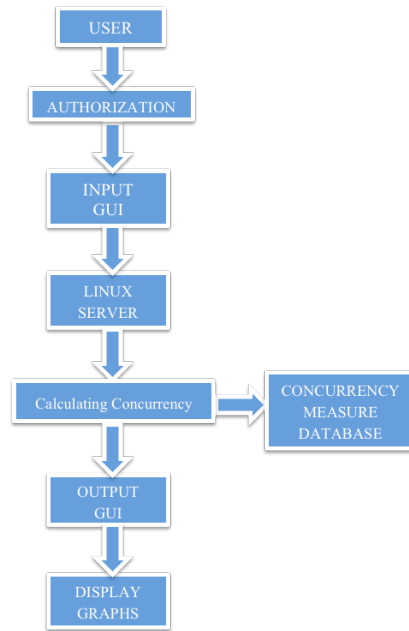 USER
AUTHORIZATION
INPUT
GUI
LINUX
SERVER
Calculating Concurrency
CONCURRENCY
MEASURE
DATABASE
OUTPUT
GUI
DISPLAY
GRAPHS